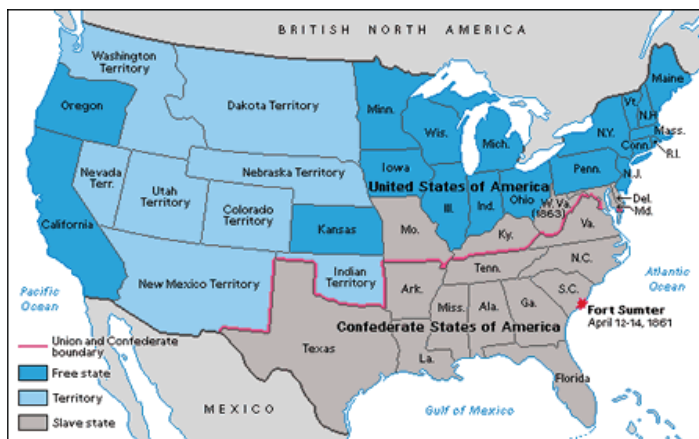 BRITISH NORTH AMERICA
Washington
Territory
Maine
Oregon
Dakota Territory
Minn.
Vt.
N.H
Wis.
N.Y.
Mass.
Mich.
Conn.
R.I.
Nevada
Terr.
Nebraska Territory
Iowa
Penn.
N.J.
Utah
Territory
United States of America
Colorado
Territory
Ill.
Ind.
Ohio
W. Va.
(1863)
Del.
Md.
California
Kansas
Mo.
Ky.
Va.
Pacific
Ocean
New Mexico Territory
Indian
Territory
Tenn.
N.C.
Atlantic
Ocean
Ark.
S.C.
Miss.
Ala.
Ga.
Fort Sumter
April 12-14, 1861
Confederate States of America
Texas
La.
Florida
Union and Confederate
boundary
Free state
Territory
Slave state
MEXICO
Gulf of Mexico